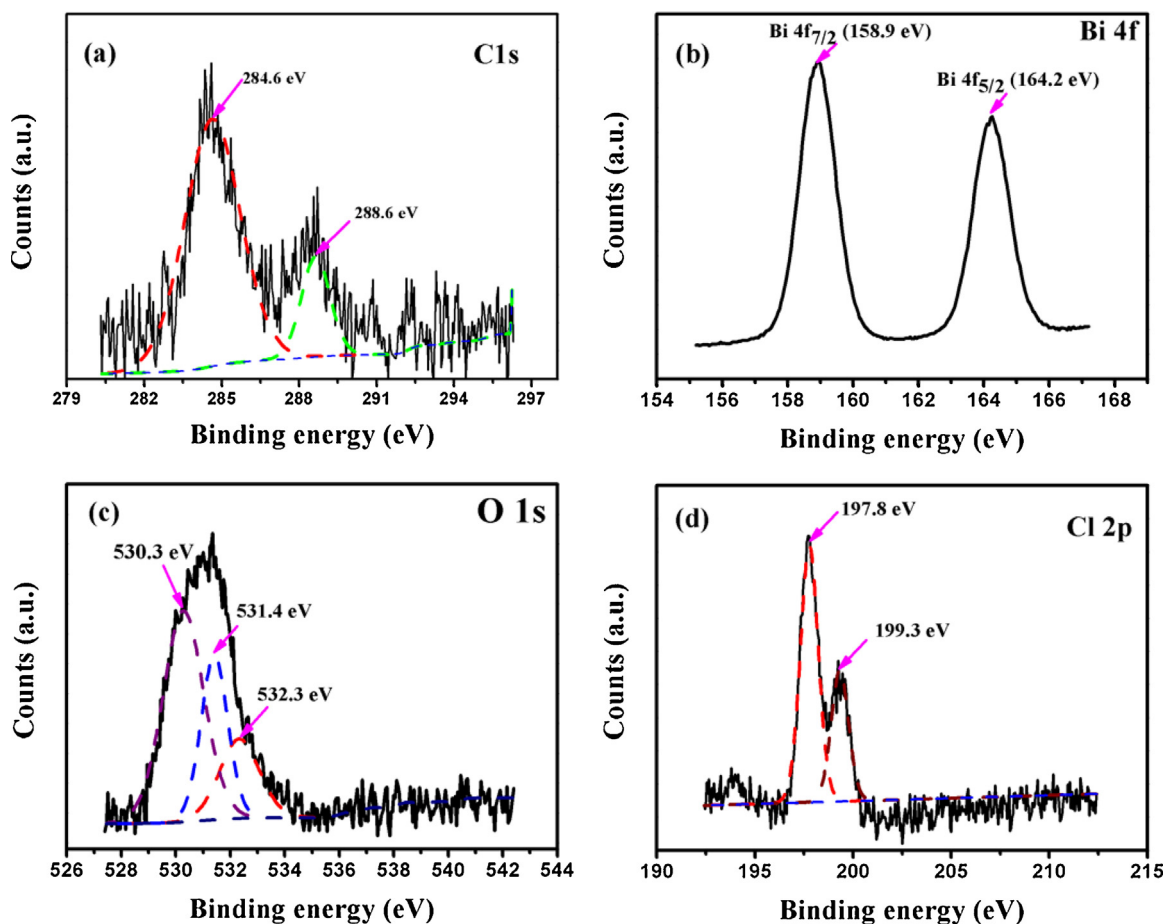 (a)
C1s
284.6 eV
288.6 eV
Counts (a.u.)
279 282 285 288 291 294 297
Binding energy (eV)
(b)
Bi 4f7/2 (158.9 eV)
Bi 4f
Bi 4f5/2 (164.2 eV)
Counts (a.u.)
154 156 158 160 162 164 166 168
Binding energy (eV)
(c)
O 1s
530.3 eV
531.4 eV
532.3 eV
Counts (a.u.)
526 528 530 532 534 536 538 540 542 544
Binding energy (eV)
(d)
197.8 eV
Cl 2p
199.3 eV
Counts (a.u.)
190 195 200 205 210 215
Binding energy (eV)